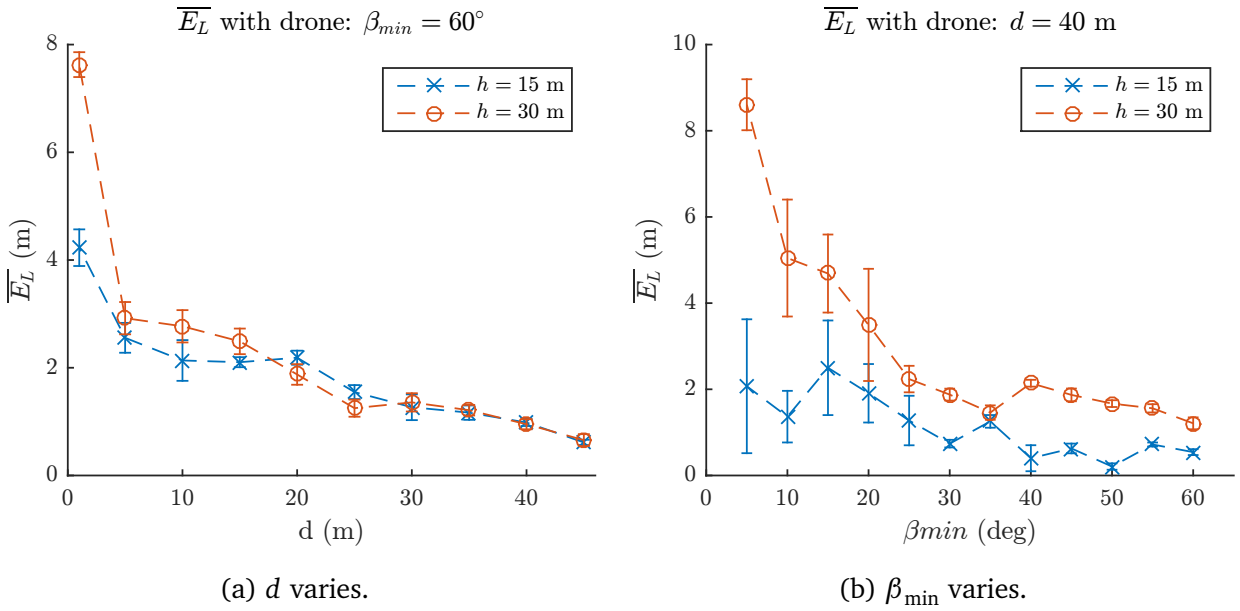 E_L with drone: β_min = 60°
8
6
4
2
0
E_L (m)
0 10 20 30 40
d (m)
h = 15 m
h = 30 m
(a) d varies.
E_L with drone: d = 40 m
10
8
6
4
2
0
E_L (m)
0 10 20 30 40 50 60
βmin (deg)
h = 15 m
h = 30 m
(b) β_min varies.